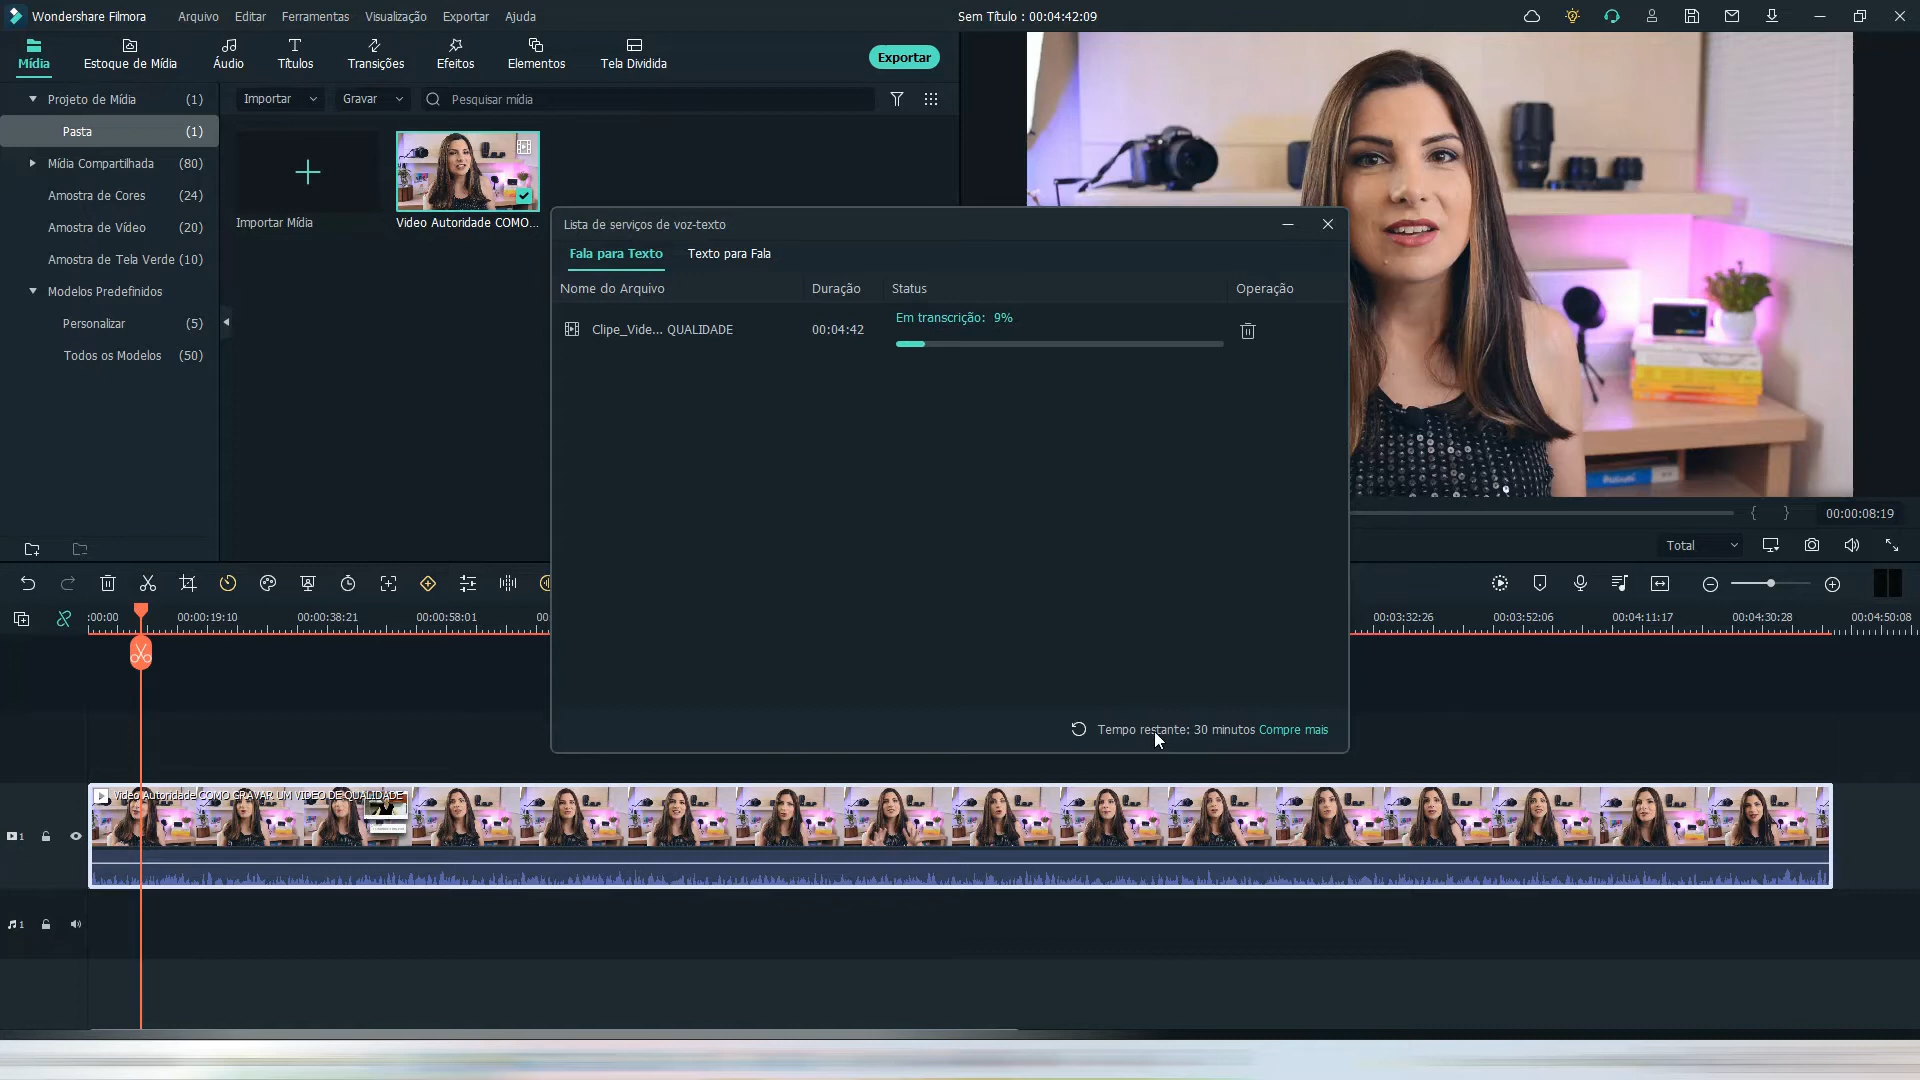 Wondershare Filmora
Arquivo
Editar
Ferramentas
Visualização
Exportar
Ajuda
Sem Título : 00:04:42:09
Mídia
Estoque de Mídia
Áudio
Títulos
Transições
Efeitos
Elementos
Tela Dividida
Exportar
Projeto de Mídia (1)
Pasta (1)
Mídia Compartilhada (80)
Amostra de Cores (24)
Amostra de Vídeo (20)
Amostra de Tela Verde (10)
Modelos Predefinidos
Personalizar (5)
Todos os Modelos (50)
Importar
Gravar
Pesquisar mídia
Importar Mídia
Video Autoridade COMO...
Lista de serviços de voz-texto
Fala para Texto
Texto para Fala
Nome do Arquivo
Duração
Status
Operação
Clipe_Vide... QUALIDADE
00:04:42
Em transcrição: 9%
Tempo restante: 30 minutos Compre mais
{ }
00:00:08:19
Total
:00:00
00:00:19:10
00:00:38:21
00:00:58:01
00:03:32:26
00:03:52:06
00:04:11:17
00:04:30:28
00:04:50:08
Video Autoridade COMO GRAVAR UM VIDEO DE QUALIDADE
1
1